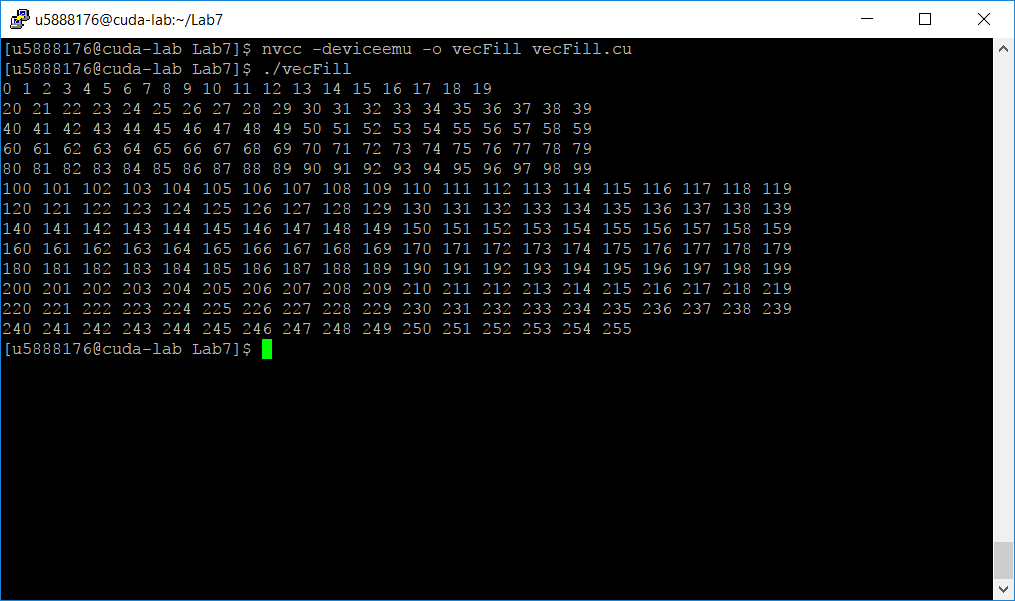 u5888176@cuda-lab:~/Lab7
[u5888176@cuda-lab Lab7]$ nvcc -deviceemu -o vecFill vecFill.cu
[u5888176@cuda-lab Lab7]$ ./vecFill
0 1 2 3 4 5 6 7 8 9 10 11 12 13 14 15 16 17 18 19
20 21 22 23 24 25 26 27 28 29 30 31 32 33 34 35 36 37 38 39
40 41 42 43 44 45 46 47 48 49 50 51 52 53 54 55 56 57 58 59
60 61 62 63 64 65 66 67 68 69 70 71 72 73 74 75 76 77 78 79
80 81 82 83 84 85 86 87 88 89 90 91 92 93 94 95 96 97 98 99
100 101 102 103 104 105 106 107 108 109 110 111 112 113 114 115 116 117 118 119
120 121 122 123 124 125 126 127 128 129 130 131 132 133 134 135 136 137 138 139
140 141 142 143 144 145 146 147 148 149 150 151 152 153 154 155 156 157 158 159
160 161 162 163 164 165 166 167 168 169 170 171 172 173 174 175 176 177 178 179
180 181 182 183 184 185 186 187 188 189 190 191 192 193 194 195 196 197 198 199
200 201 202 203 204 205 206 207 208 209 210 211 212 213 214 215 216 217 218 219
220 221 222 223 224 225 226 227 228 229 230 231 232 233 234 235 236 237 238 239
240 241 242 243 244 245 246 247 248 249 250 251 252 253 254 255
[u5888176@cuda-lab Lab7]$